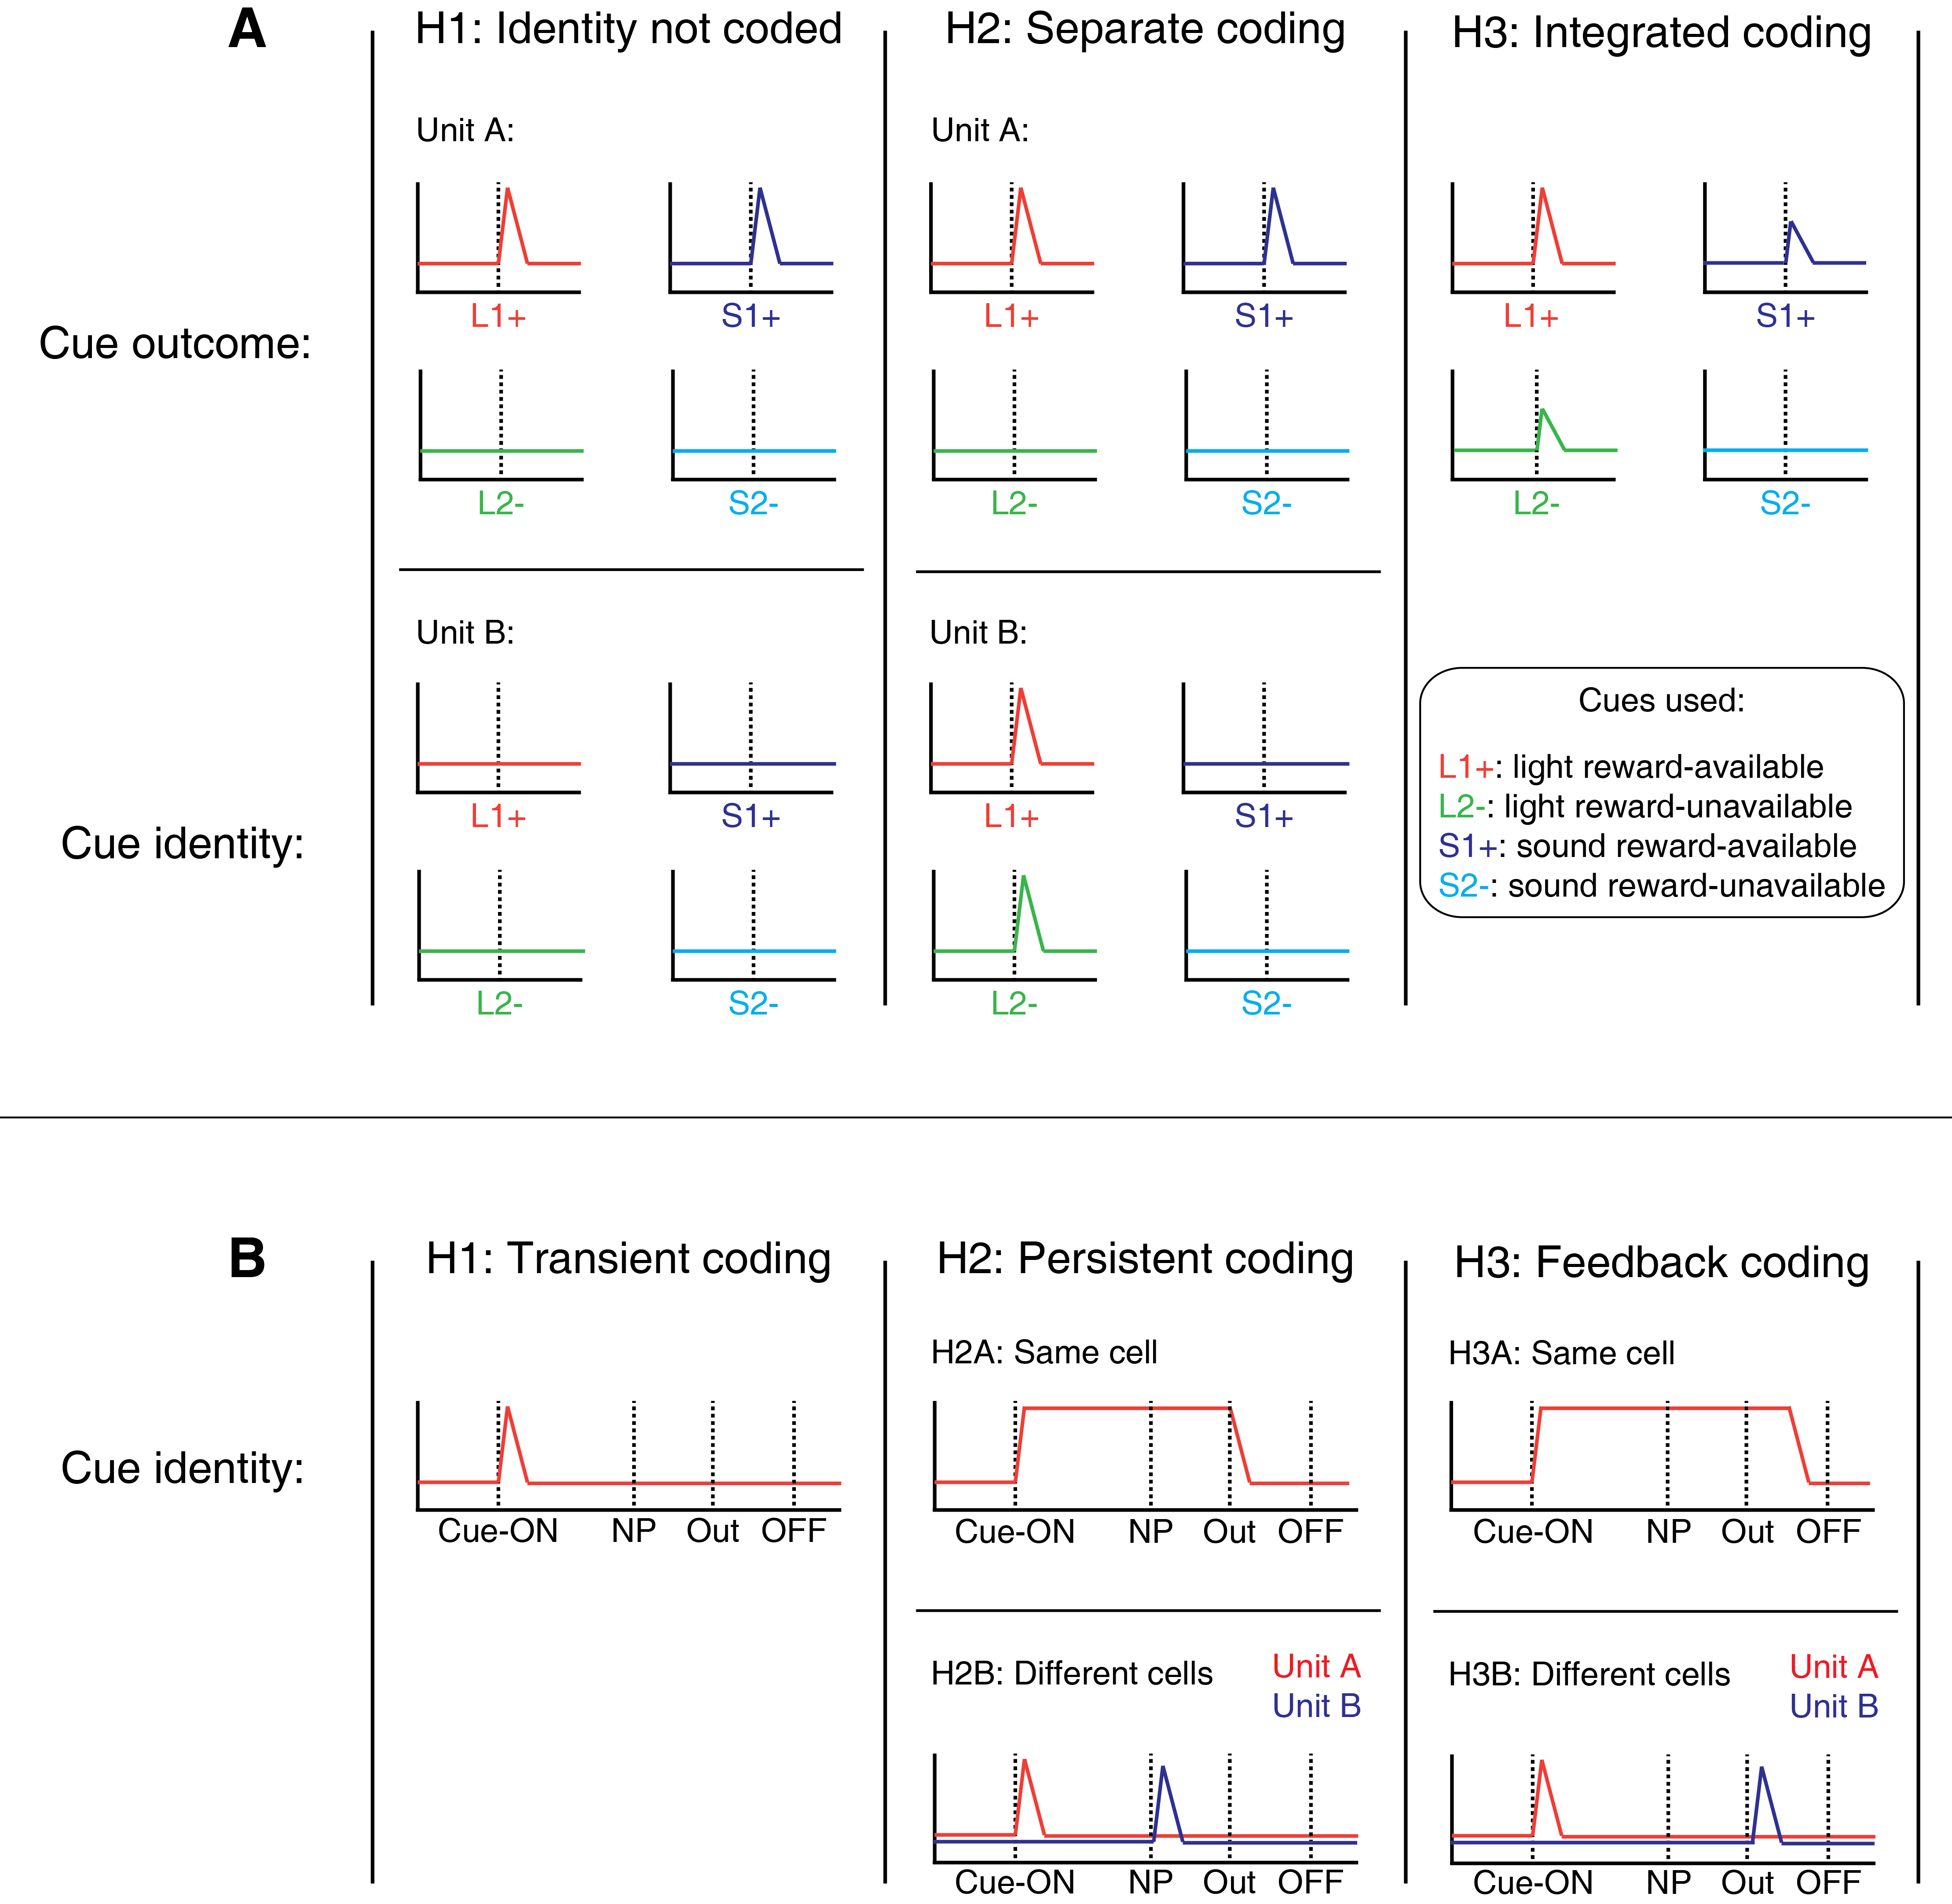 A
H1: Identity not coded
H2: Separate coding
H3: Integrated coding
Unit A:
Unit A:
L1+
S1+
L1+
S1+
L1+
S1+
Cue outcome:
L2-
S2-
L2-
S2-
L2-
S2-
Unit B:
Unit B:
L1+
S1+
L1+
S1+
Cue identity:
L2-
S2-
L2-
S2-
Cues used:
L1+: light reward-available
L2-: light reward-unavailable
S1+: sound reward-available
S2-: sound reward-unavailable
B
H1: Transient coding
H2: Persistent coding
H3: Feedback coding
H2A: Same cell
H3A: Same cell
Cue identity:
Cue-ON NP Out OFF
Cue-ON NP Out OFF
Cue-ON NP Out OFF
H2B: Different cells
Unit A
Unit B
H3B: Different cells
Unit A
Unit B
Cue-ON NP Out OFF
Cue-ON NP Out OFF